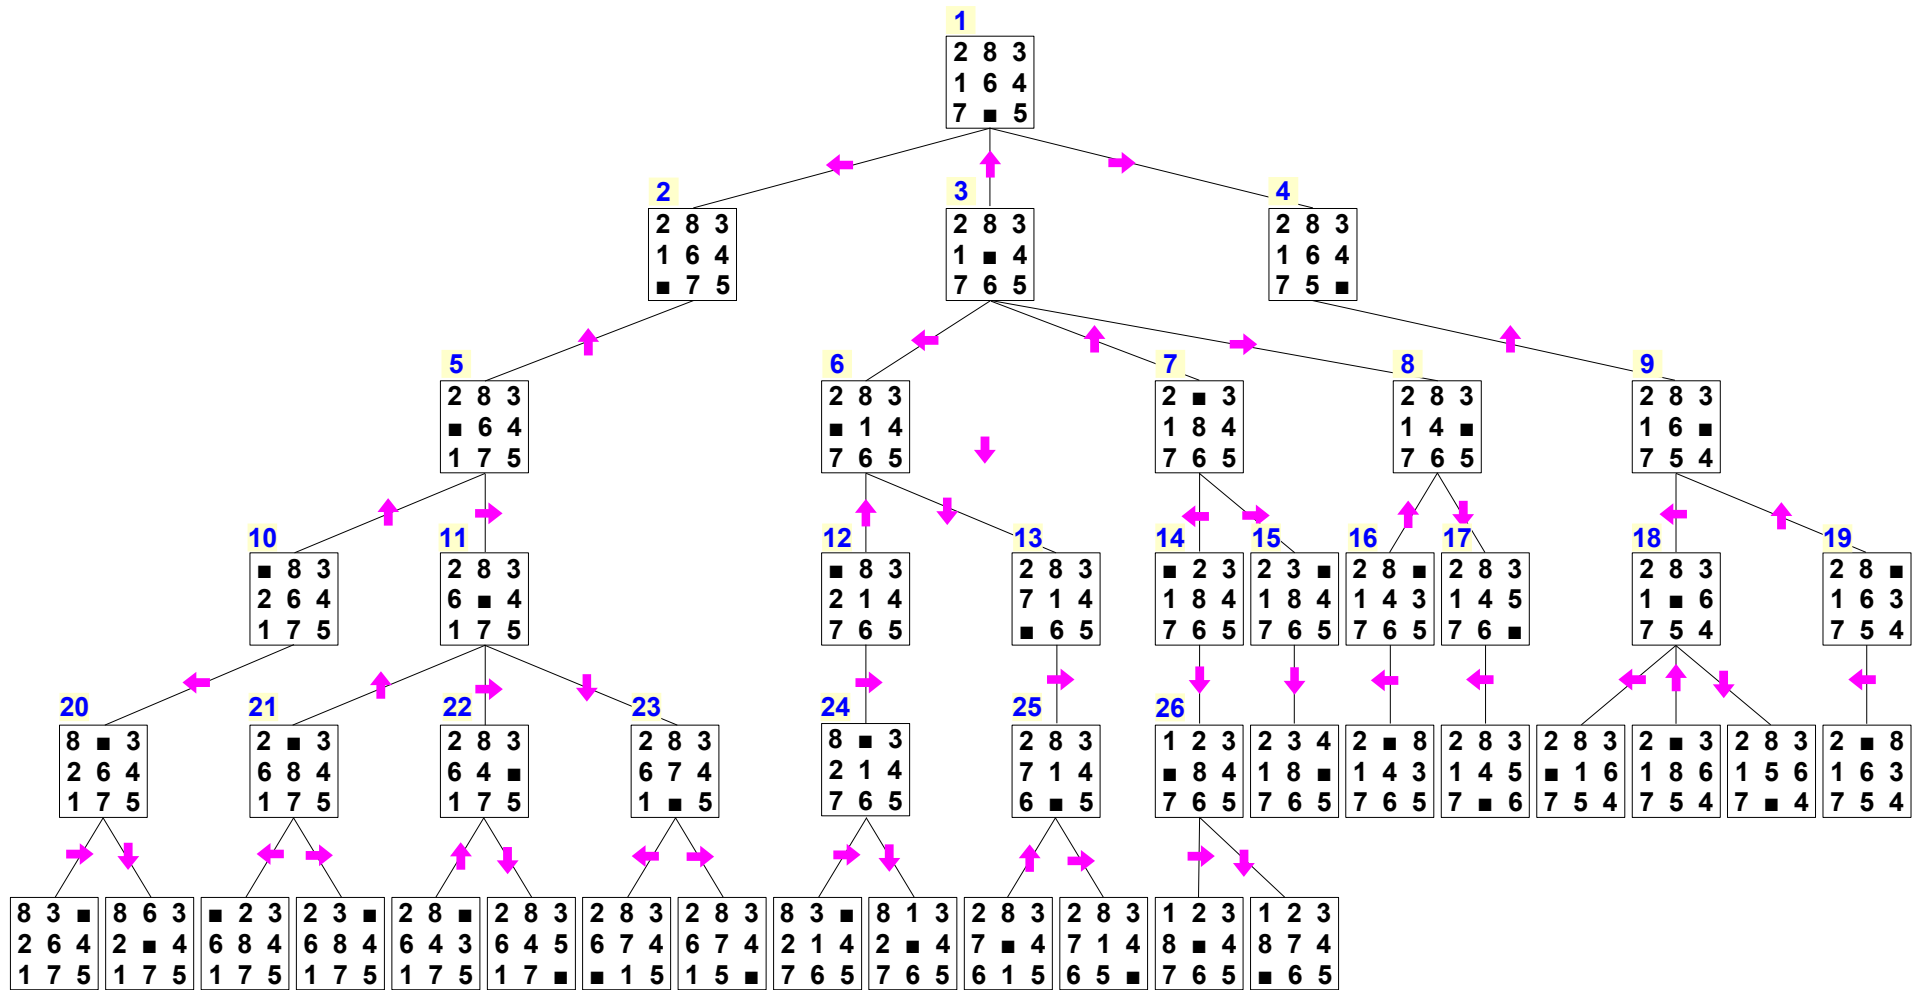 1
2 8 3
1 6 4
7 ■ 5
2
3
4
2 8 3
1 6 4
■ 7 5
2 8 3
1 ■ 4
7 6 5
2 8 3
1 6 4
7 5 ■
5
6
7
8
9
2 8 3
■ 6 4
1 7 5
2 8 3
■ 1 4
7 6 5
2 ■ 3
1 8 4
7 6 5
2 8 3
1 4 ■
7 6 5
2 8 3
1 6 ■
7 5 4
10
11
12
13
14
15
16
17
18
19
■ 8 3
2 6 4
1 7 5
2 8 3
6 ■ 4
1 7 5
■ 8 3
2 1 4
7 6 5
2 8 3
7 1 4
■ 6 5
■ 2 3
1 8 4
7 6 5
2 3 ■
1 8 4
7 6 5
2 8 ■
1 4 3
7 6 5
2 8 3
1 4 5
7 6 ■
2 8 3
1 ■ 6
7 5 4
2 8 ■
1 6 3
7 5 4
20
21
22
23
24
25
26
8 ■ 3
2 6 4
1 7 5
2 ■ 3
6 8 4
1 7 5
2 8 3
6 4 ■
1 7 5
2 8 3
6 7 4
1 ■ 5
8 ■ 3
2 1 4
7 6 5
2 8 3
7 1 4
6 ■ 5
1 2 3
■ 8 4
7 6 5
2 3 4
1 8 ■
7 6 5
2 ■ 8
1 4 3
7 6 5
2 8 3
1 4 5
7 ■ 6
2 8 3
■ 1 6
7 5 4
2 ■ 3
1 8 6
7 5 4
2 8 3
1 5 6
7 ■ 4
2 ■ 8
1 6 3
7 5 4
8 3 ■
2 6 4
1 7 5
8 6 3
2 ■ 4
1 7 5
■ 2 3
6 8 4
1 7 5
2 3 ■
6 8 4
1 7 5
2 8 ■
6 4 3
1 7 5
2 8 3
6 4 5
1 7 ■
2 8 3
6 7 4
■ 1 5
2 8 3
6 7 4
1 5 ■
8 3 ■
2 1 4
7 6 5
8 1 3
2 ■ 4
7 6 5
2 8 3
7 ■ 4
6 1 5
2 8 3
7 1 4
6 5 ■
1 2 3
8 ■ 4
7 6 5
1 2 3
8 7 4
■ 6 5